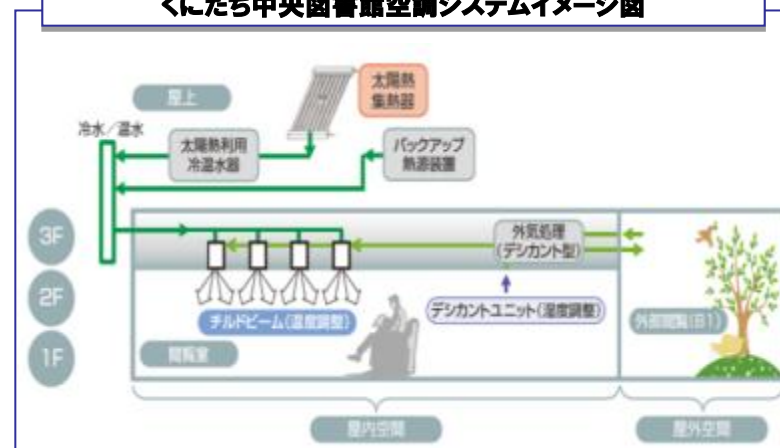 くにたち中央図書館空調システムイメージ図
屋上
太陽熱
集熱器
冷水／温水
太陽熱利用
冷温水器
バックアップ
熱源装置
3F
外気処理
(デシカント型)
2F
チルドビーム(温度調整)
デシカントユニット(湿度調整)
外部閲覧(B1)
1F
閲覧室
屋内空間
屋外空間